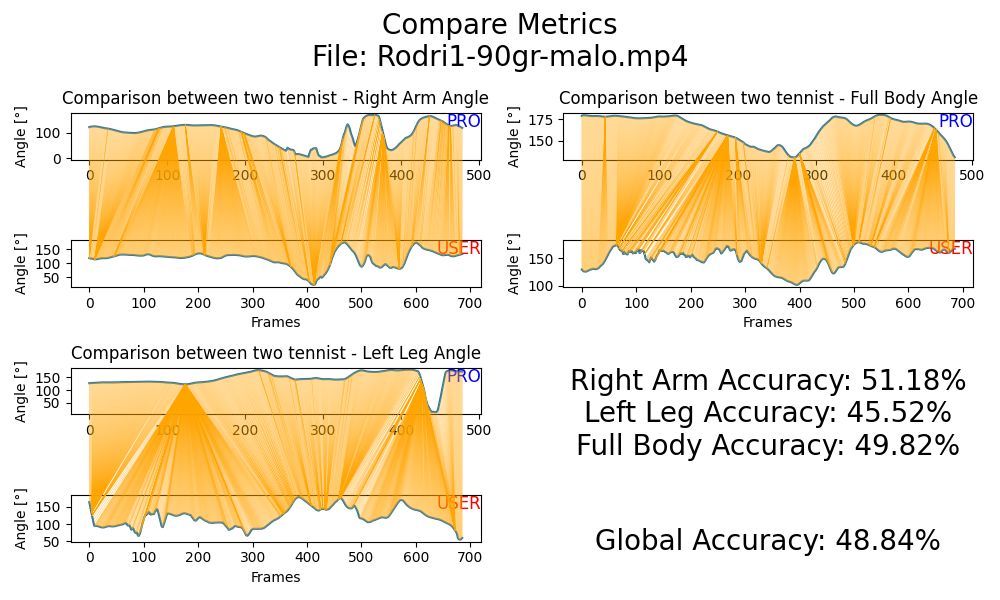 Compare Metrics
File: Rodri1-90gr-malo.mp4
Comparison between two tennist - Right Arm Angle
Angle [°]
100
0
PRO
0 100 200 300 400 500
Angle [°]
150
100
50
USER
0 100 200 300 400 500 600 700
Frames
Comparison between two tennist - Full Body Angle
Angle [°]
175
150
PRO
0 100 200 300 400 500
Angle [°]
150
100
USER
0 100 200 300 400 500 600 700
Frames
Comparison between two tennist - Left Leg Angle
Angle [°]
150
100
50
PRO
0 100 200 300 400 500
Angle [°]
150
100
50
USER
0 100 200 300 400 500 600 700
Frames
Right Arm Accuracy: 51.18%
Left Leg Accuracy: 45.52%
Full Body Accuracy: 49.82%
Global Accuracy: 48.84%